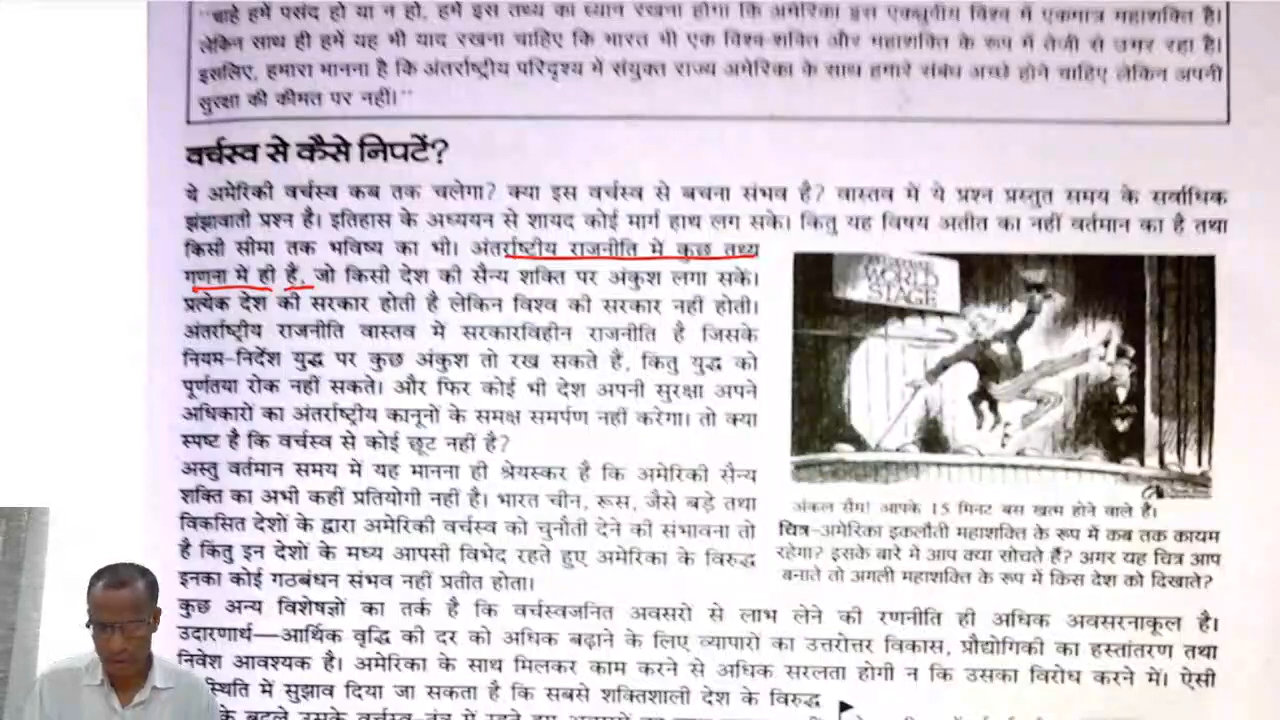 "चाहे हमें पसंद हो या न हो, हमें इस तथ्य का ध्यान रखना होगा कि अमेरिका इस एकध्रुवीय विश्व में एकमात्र महाशक्ति है।
लेकिन साथ ही हमें यह भी याद रखना चाहिए कि भारत भी एक विश्व-शक्ति और महाशक्ति के रूप में तेजी से उभर रहा है।
इसलिए, हमारा मानना है कि अंतर्राष्ट्रीय परिदृश्य में संयुक्त राज्य अमेरिका के साथ हमारे संबंध अच्छे होने चाहिए लेकिन अपनी
सुरक्षा की कीमत पर नहीं।"
वर्चस्व से कैसे निपटें?
ये अमेरिकी वर्चस्व कब तक चलेगा? क्या इस वर्चस्व से बचना संभव है? वास्तव में ये प्रश्न प्रस्तुत समय के सर्वाधिक
झंझावाती प्रश्न है। इतिहास के अध्ययन से शायद कोई मार्ग हाथ लग सके। किंतु यह विषय अतीत का नहीं वर्तमान का है तथा
किसी सीमा तक भविष्य का भी। अंतर्राष्टीय राजनीति में कुछ तथ्य
गणना में ही हैं, जो किसी देश की सैन्य शक्ति पर अंकुश लगा सकें।
प्रत्येक देश की सरकार होती है लेकिन विश्व की सरकार नहीं होती।
अंतर्राष्ट्रीय राजनीति वास्तव में सरकारविहीन राजनीति है जिसके
नियम-निर्देश युद्ध पर कुछ अंकुश तो रख सकते हैं, किंतु युद्ध को
पूर्णतया रोक नहीं सकते। और फिर कोई भी देश अपनी सुरक्षा अपने
अधिकारों का अंतर्राष्ट्रीय कानूनों के समक्ष समर्पण नहीं करेगा। तो क्या
स्पष्ट है कि वर्चस्व से कोई छूट नहीं है?
अस्तु वर्तमान समय में यह मानना ही श्रेयस्कर है कि अमेरिकी सैन्य
शक्ति का अभी कहीं प्रतियोगी नहीं है। भारत चीन, रूस, जैसे बड़े तथा
विकसित देशों के द्वारा अमेरिकी वर्चस्व को चुनौती देने की संभावना तो
है किंतु इन देशों के मध्य आपसी विभेद रहते हुए अमेरिका के विरुद्ध
इनका कोई गठबंधन संभव नहीं प्रतीत होता।
WORLD
STAGE
अंकल सैम! आपके 15 मिनट बस खत्म होने वाले हैं।
चित्र-अमेरिका इकलौती महाशक्ति के रूप में कब तक कायम
रहेगा? इसके बारे में आप क्या सोचते हैं? अगर यह चित्र आप
बनाते तो अगली महाशक्ति के रूप में किस देश को दिखाते?
कुछ अन्य विशेषज्ञों का तर्क है कि वर्चस्वजनित अवसरों से लाभ लेने की रणनीति ही अधिक अवसरनाकूल है।
उदारणार्थ—आर्थिक वृद्धि की दर को अधिक बढ़ाने के लिए व्यापारों का उत्तरोत्तर विकास, प्रौद्योगिकी का हस्तांतरण तथा
निवेश आवश्यक है। अमेरिका के साथ मिलकर काम करने से अधिक सरलता होगी न कि उसका विरोध करने में। ऐसी
स्थिति में सुझाव दिया जा सकता है कि सबसे शक्तिशाली देश के विरुद्ध